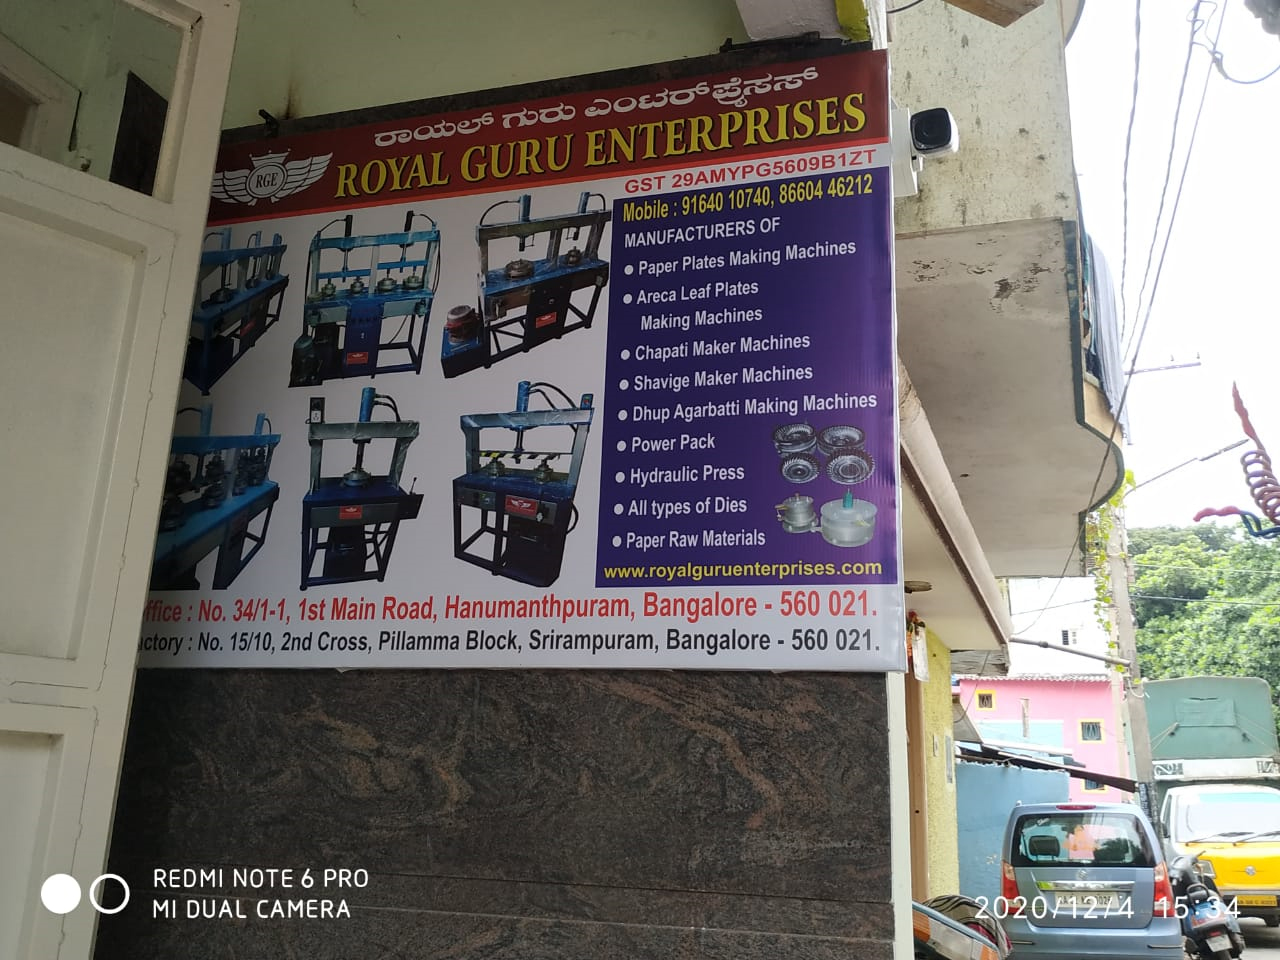 ರಾಯಲ್ ಗುರು ಎಂಟರ್‌ಪ್ರೈಸಸ್
RGE
ROYAL GURU ENTERPRISES
GST 29AMYPG5609B1ZT
Mobile : 91640 10740, 86604 46212
MANUFACTURERS OF
● Paper Plates Making Machines
● Areca Leaf Plates
Making Machines
● Chapati Maker Machines
● Shavige Maker Machines
● Dhup Agarbatti Making Machines
● Power Pack
● Hydraulic Press
● All types of Dies
● Paper Raw Materials
www.royalguruenterprises.com
ffice : No. 34/1-1, 1st Main Road, Hanumanthpuram, Bangalore - 560 021.
ctory : No. 15/10, 2nd Cross, Pillamma Block, Srirampuram, Bangalore - 560 021.
REDMI NOTE 6 PRO
MI DUAL CAMERA
2020/12/4 15:34